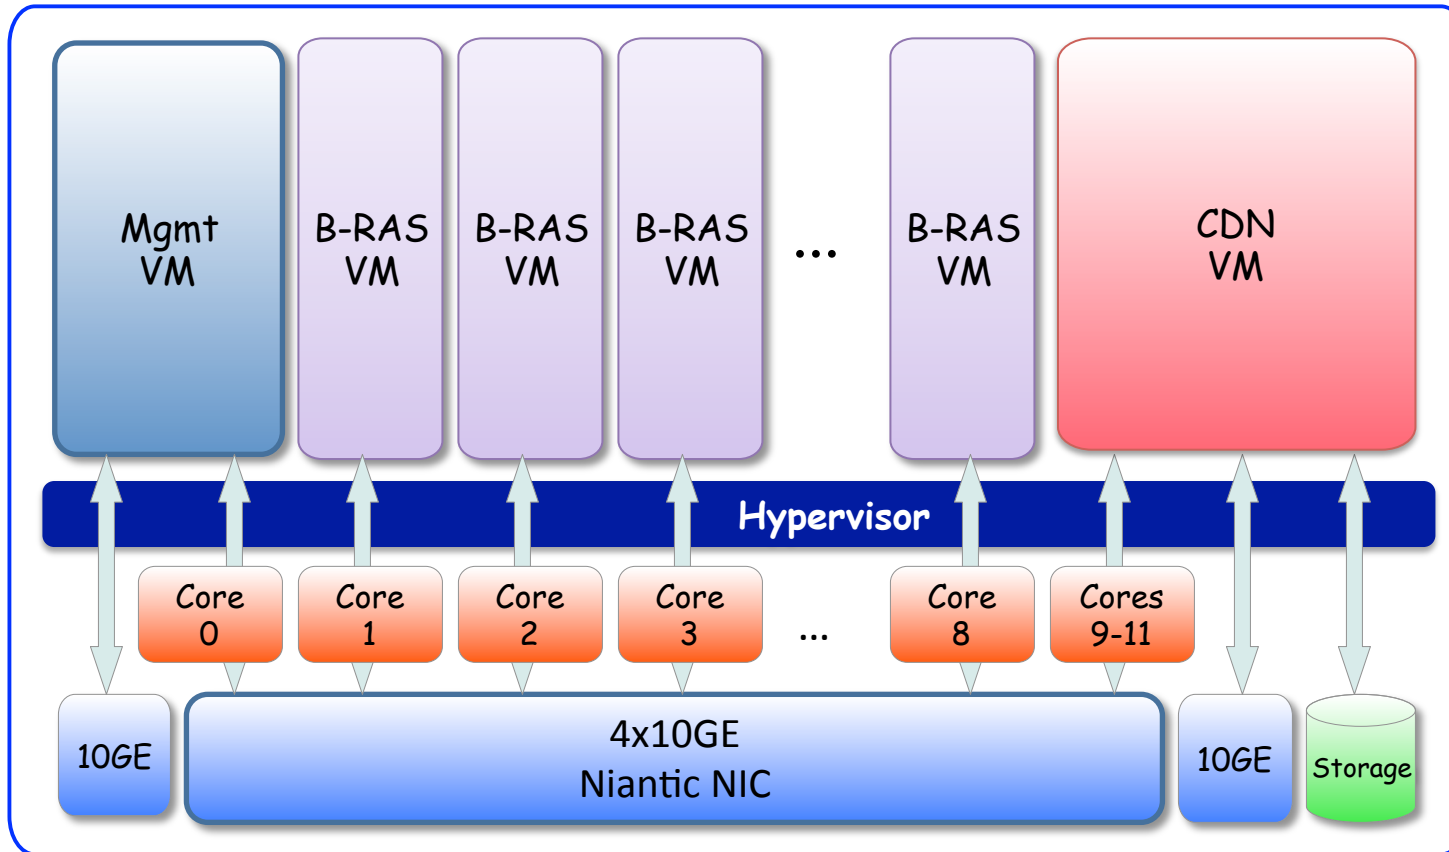 Mgmt
VM
B-RAS
VM
B-RAS
VM
B-RAS
VM
...
B-RAS
VM
CDN
VM
Hypervisor
Core
0
Core
1
Core
2
Core
3
...
Core
8
Cores
9-11
10GE
4x10GE
Niantic NIC
10GE
Storage